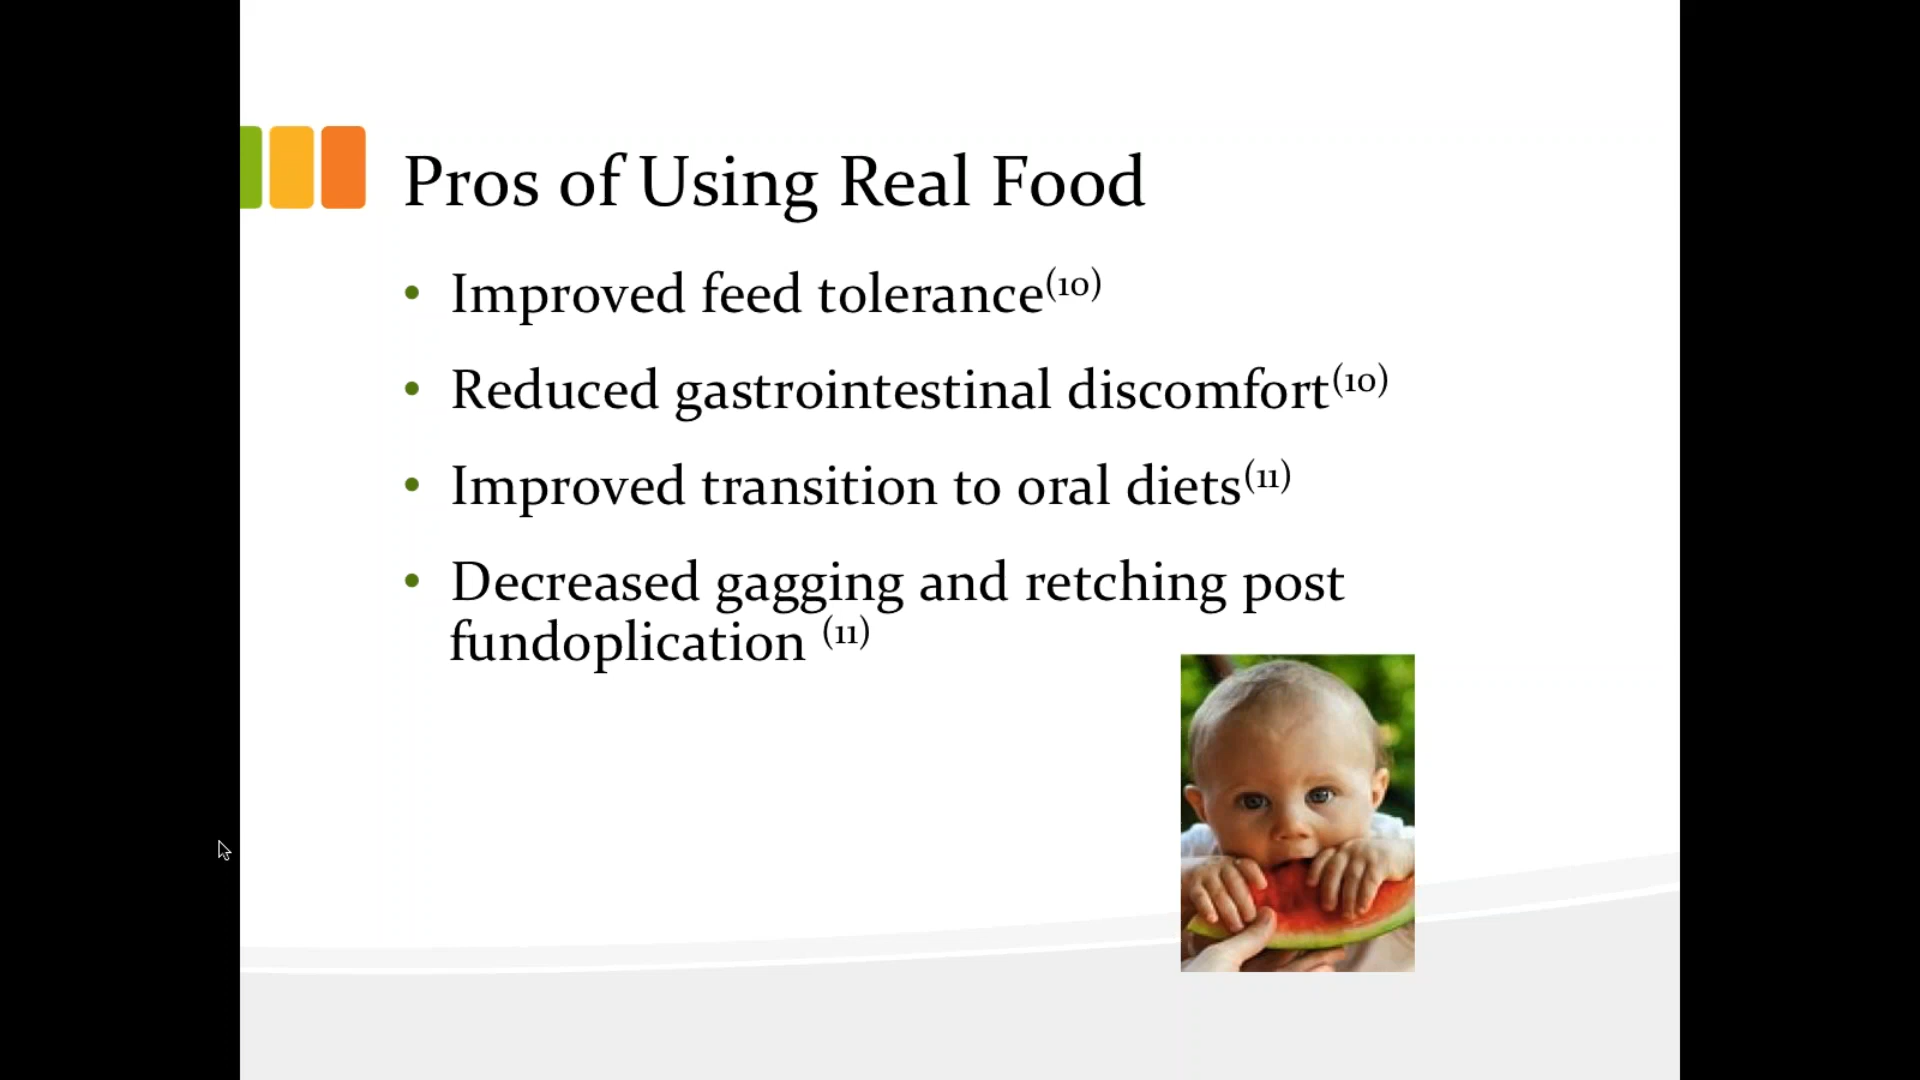 Pros of Using Real Food
• Improved feed tolerance(10)
• Reduced gastrointestinal discomfort(10)
• Improved transition to oral diets(11)
• Decreased gagging and retching post
fundoplication (11)